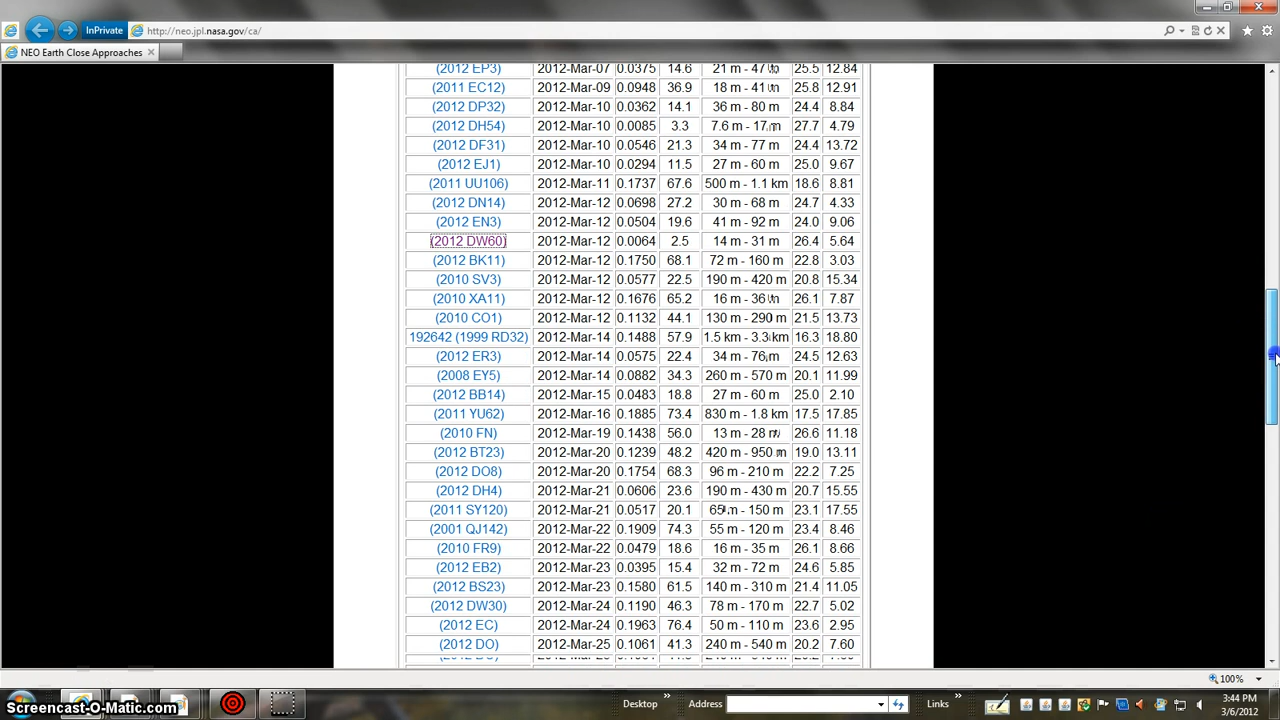 InPrivate http://neo.jpl.nasa.gov/ca/
NEO Earth Close Approaches
(2012 EP3) 2012-Mar-07 0.0375 14.6 21 m - 47 m 25.5 12.84
(2011 EC12) 2012-Mar-09 0.0948 36.9 18 m - 41 m 25.8 12.91
(2012 DP32) 2012-Mar-10 0.0362 14.1 36 m - 80 m 24.4 8.84
(2012 DH54) 2012-Mar-10 0.0085 3.3 7.6 m - 17 m 27.7 4.79
(2012 DF31) 2012-Mar-10 0.0546 21.3 34 m - 77 m 24.4 13.72
(2012 EJ1) 2012-Mar-10 0.0294 11.5 27 m - 60 m 25.0 9.67
(2011 UU106) 2012-Mar-11 0.1737 67.6 500 m - 1.1 km 18.6 8.81
(2012 DN14) 2012-Mar-12 0.0698 27.2 30 m - 68 m 24.7 4.33
(2012 EN3) 2012-Mar-12 0.0504 19.6 41 m - 92 m 24.0 9.06
(2012 DW60) 2012-Mar-12 0.0064 2.5 14 m - 31 m 26.4 5.64
(2012 BK11) 2012-Mar-12 0.1750 68.1 72 m - 160 m 22.8 3.03
(2010 SV3) 2012-Mar-12 0.0577 22.5 190 m - 420 m 20.8 15.34
(2010 XA11) 2012-Mar-12 0.1676 65.2 16 m - 36 m 26.1 7.87
(2010 CO1) 2012-Mar-12 0.1132 44.1 130 m - 290 m 21.5 13.73
192642 (1999 RD32) 2012-Mar-14 0.1488 57.9 1.5 km - 3.3 km 16.3 18.80
(2012 ER3) 2012-Mar-14 0.0575 22.4 34 m - 76 m 24.5 12.63
(2008 EY5) 2012-Mar-14 0.0882 34.3 260 m - 570 m 20.1 11.99
(2012 BB14) 2012-Mar-15 0.0483 18.8 27 m - 60 m 25.0 2.10
(2011 YU62) 2012-Mar-16 0.1885 73.4 830 m - 1.8 km 17.5 17.85
(2010 FN) 2012-Mar-19 0.1438 56.0 13 m - 28 m 26.6 11.18
(2012 BT23) 2012-Mar-20 0.1239 48.2 420 m - 950 m 19.0 13.11
(2012 DO8) 2012-Mar-20 0.1754 68.3 96 m - 210 m 22.2 7.25
(2012 DH4) 2012-Mar-21 0.0606 23.6 190 m - 430 m 20.7 15.55
(2011 SY120) 2012-Mar-21 0.0517 20.1 65 m - 150 m 23.1 17.55
(2001 QJ142) 2012-Mar-22 0.1909 74.3 55 m - 120 m 23.4 8.46
(2010 FR9) 2012-Mar-22 0.0479 18.6 16 m - 35 m 26.1 8.66
(2012 EB2) 2012-Mar-23 0.0395 15.4 32 m - 72 m 24.6 5.85
(2012 BS23) 2012-Mar-23 0.1580 61.5 140 m - 310 m 21.4 11.05
(2012 DW30) 2012-Mar-24 0.1190 46.3 78 m - 170 m 22.7 5.02
(2012 EC) 2012-Mar-24 0.1963 76.4 50 m - 110 m 23.6 2.95
(2012 DO) 2012-Mar-25 0.1061 41.3 240 m - 540 m 20.2 7.60
100%
Desktop » Address Links » 3:44 PM
Screencast-O-Matic.com 3/6/2012